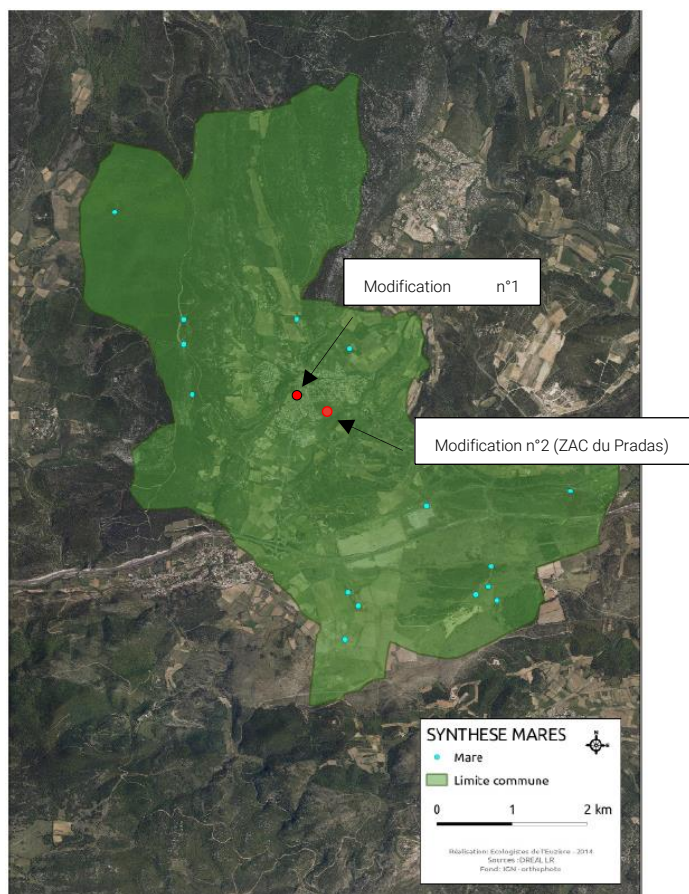 Modification n°1
Modification n°2 (ZAC du Pradas)
SYNTHESE MARES
N
Mare
Limite commune
0 1 2 km
Réalisation: Ecologistes de l'Euzière - 2014
Sources : DREAL LR
Fond: IGN - orthophoto